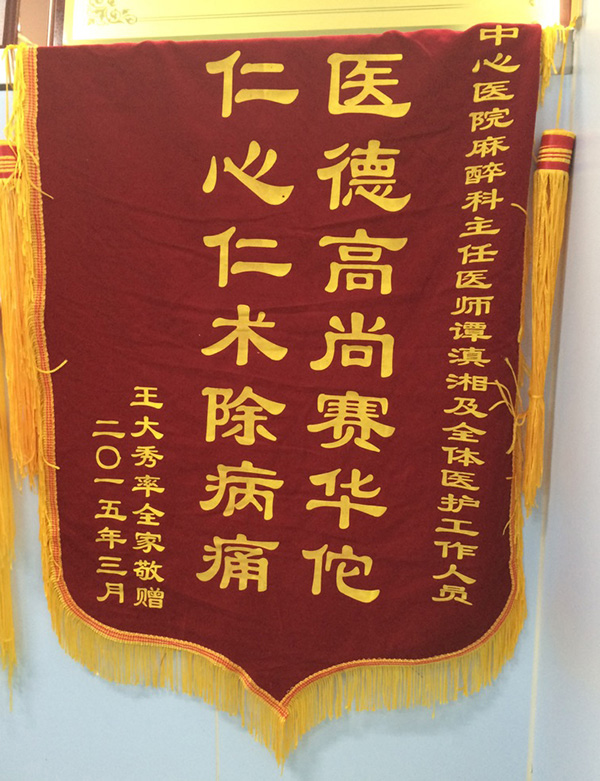 中心医院麻醉科主任医师谭滇湘及全体医护工作人员
医德高尚赛华佗
仁心仁术除病痛
王大秀率全家敬赠
二〇一五年三月